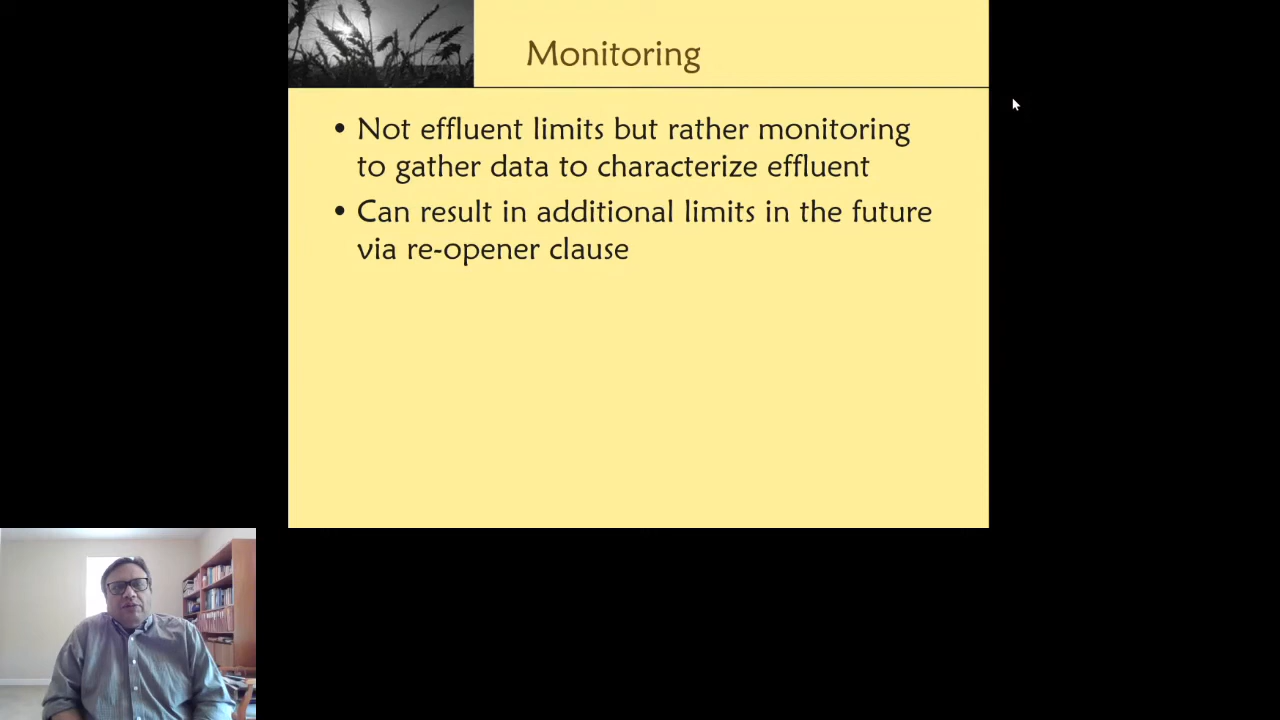 Monitoring
• Not effluent limits but rather monitoring
to gather data to characterize effluent
• Can result in additional limits in the future
via re-opener clause